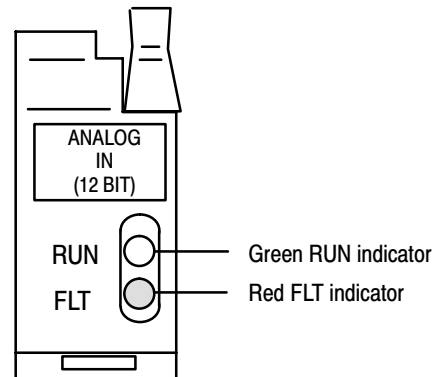 ANALOG
IN
(12 BIT)
RUN
Green RUN indicator
FLT
Red FLT indicator